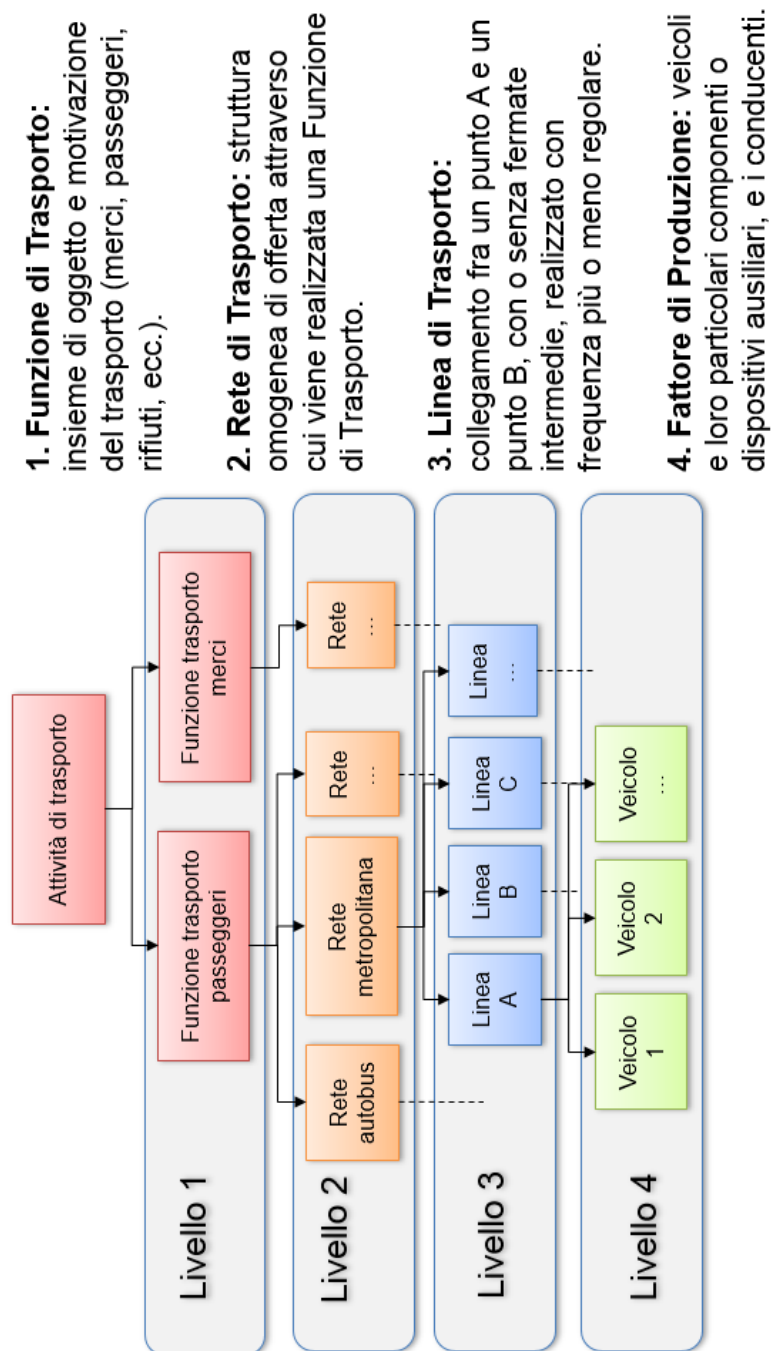 Attività di trasporto
Livello 1
Funzione trasporto
passeggeri
Funzione trasporto
merci
Livello 2
Rete
autobus
Rete
metropolitana
Rete
…
Rete
…
Livello 3
Linea
A
Linea
B
Linea
C
Linea
…
Livello 4
Veicolo
1
Veicolo
2
Veicolo
…
1. Funzione di Trasporto:
insieme di oggetto e motivazione
del trasporto (merci, passeggeri,
rifiuti, ecc.).
2. Rete di Trasporto: struttura
omogenea di offerta attraverso
cui viene realizzata una Funzione
di Trasporto.
3. Linea di Trasporto:
collegamento fra un punto A e un
punto B, con o senza fermate
intermedie, realizzato con
frequenza più o meno regolare.
4. Fattore di Produzione: veicoli
e loro particolari componenti o
dispositivi ausiliari, e i conducenti.